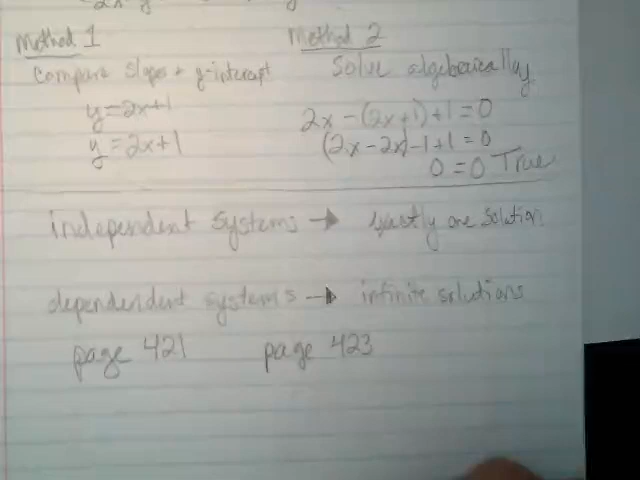 2x-y
y
Method 1
Compare Slopes + y-intercept
y=2x+1
y=2x+1
Method 2
Solve algebraically
2x-(2x+1)+1=0
(2x-2x)-1+1=0
0=0 True
independent systems → exactly one solution
dependendent systems → infinite solutions
page 421 page 423